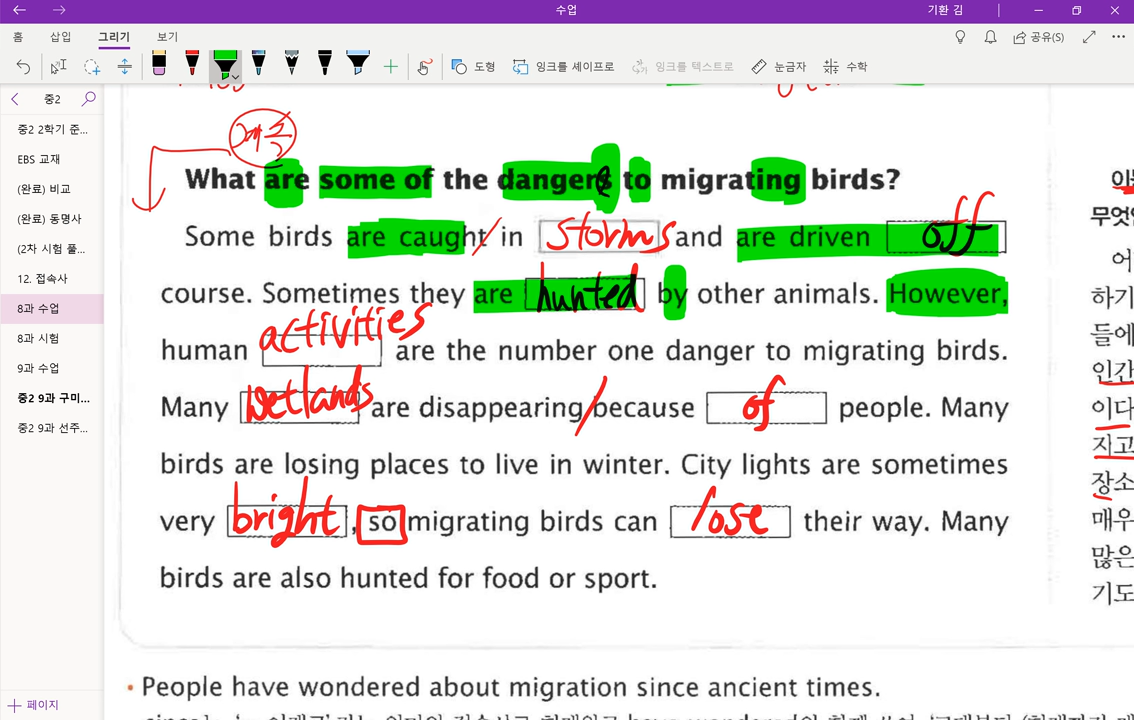 수업
기환 김
홈 삽입 그리기 보기
공유(S)
도형 잉크를 셰이프로 잉크를 텍스트로 눈금자 수학
중2
중2 2학기 준...
EBS 교재
(완료) 비교
(완료) 동명사
(2차 시험 풀...
12. 접속사
8과 수업
8과 시험
9과 수업
중2 9과 구미...
중2 9과 선주...
페이지
What are some of the dangers to migrating birds?
Some birds are caught in storms and are driven off
course. Sometimes they are hunted by other animals. However,
human activities are the number one danger to migrating birds.
Many wetlands are disappearing/because of people. Many
birds are losing places to live in winter. City lights are sometimes
very bright, so migrating birds can lose their way. Many
birds are also hunted for food or sport.
• People have wondered about migration since ancient times.
무엇
어
하기
들에
인간
이다
지고
장소
매우
많은
기도